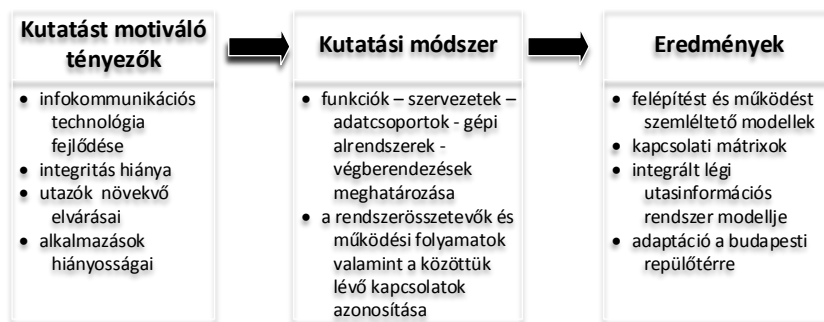 Kutatást motiváló
tényezők
• infokommunikációs
technológia
fejlődése
• integritás hiánya
• utazók növekvő
elvárásai
• alkalmazások
hiányosságai
Kutatási módszer
• funkciók – szervezetek –
adatcsoportok - gépi
alrendszerek -
végberendezések
meghatározása
• a rendszerösszetevők és
működési folyamatok
valamint a közöttük
lévő kapcsolatok
azonosítása
Eredmények
• felépítést és működést
szemléltető modellek
• kapcsolati mátrixok
• integrált légi
utasinformációs
rendszer modellje
• adaptáció a budapesti
repülőtérre